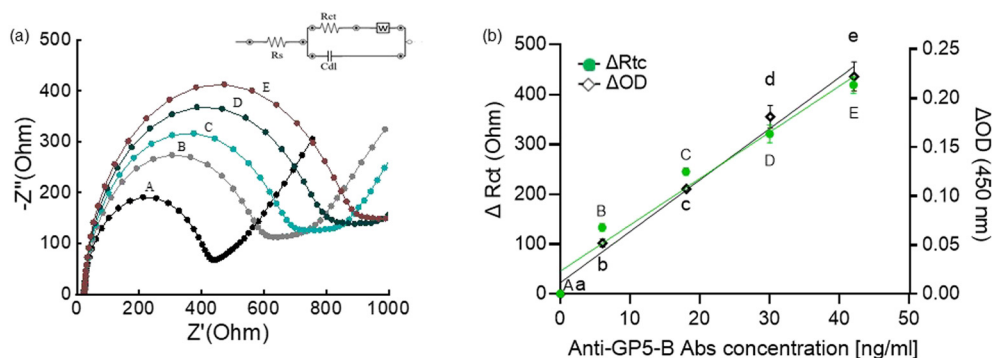 (a)
500
400
300
200
100
0
-Z''(Ohm)
0 200 400 600 800 1000
Z'(Ohm)
A
B
C
D
E
Rs
Rct
W
Cdl
(b)
500
400
300
200
100
0
Δ Rct (Ohm)
ΔRtc
ΔOD
A a
B
b
C
c
d
D
e
E
0.25
0.20
0.15
0.10
0.05
0.00
ΔOD (450 nm)
0 10 20 30 40 50
Anti-GP5-B Abs concentration [ng/ml]